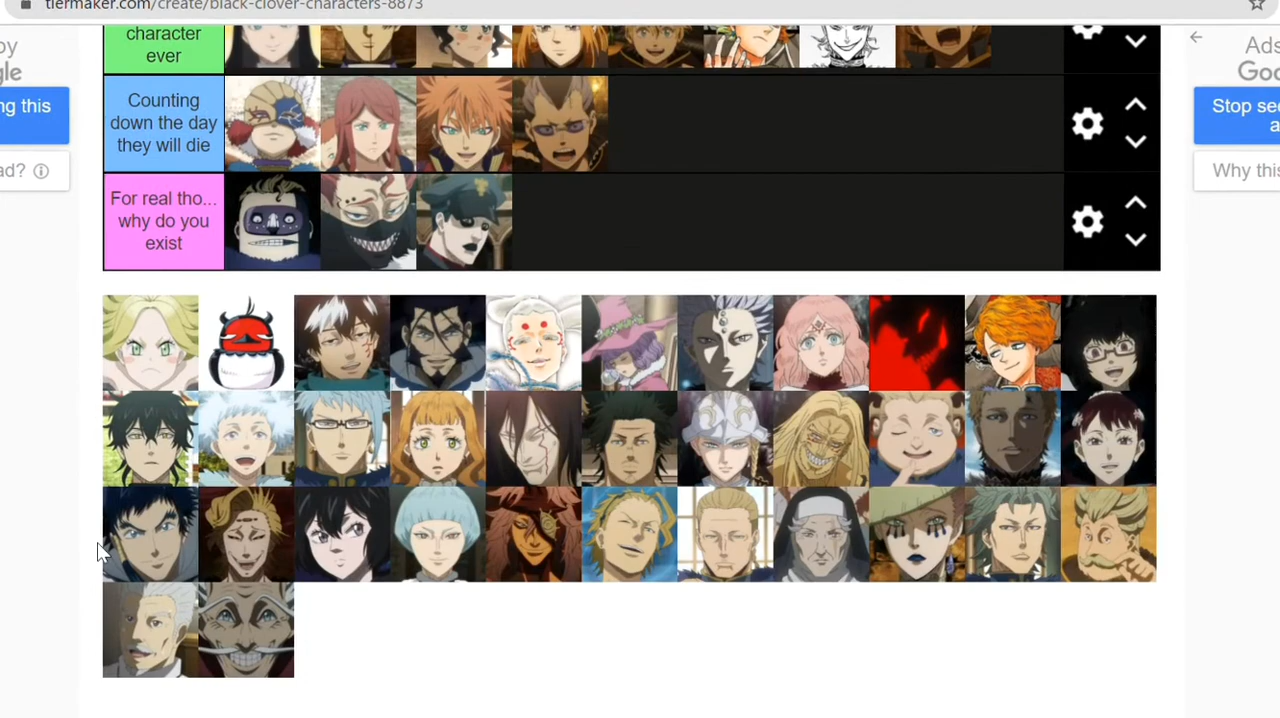 tiermaker.com/create/black-clover-characters-8873
character
ever
Counting
down the day
they will die
For real tho...
why do you
exist
by
gle
ng this
ad?
Ads
Goo
Stop see
a
Why this